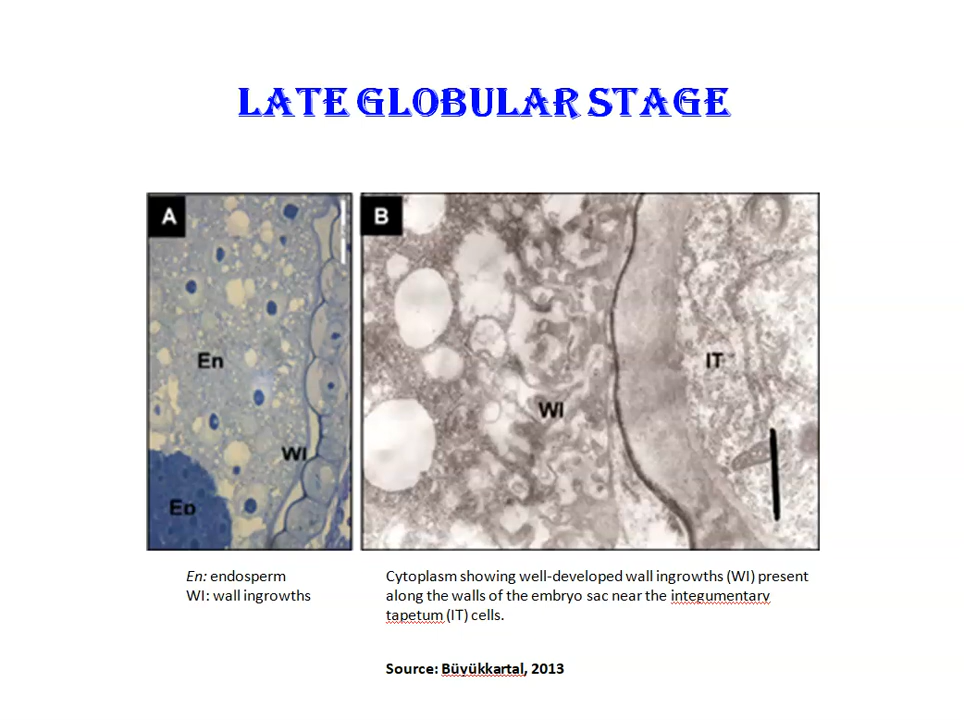 LATE GLOBULAR STAGE
A
B
En
IT
WI
WI
Ep
En: endosperm
WI: wall ingrowths
Cytoplasm showing well-developed wall ingrowths (WI) present
along the walls of the embryo sac near the integumentary
tapetum (IT) cells.
Source: Büyükkartal, 2013